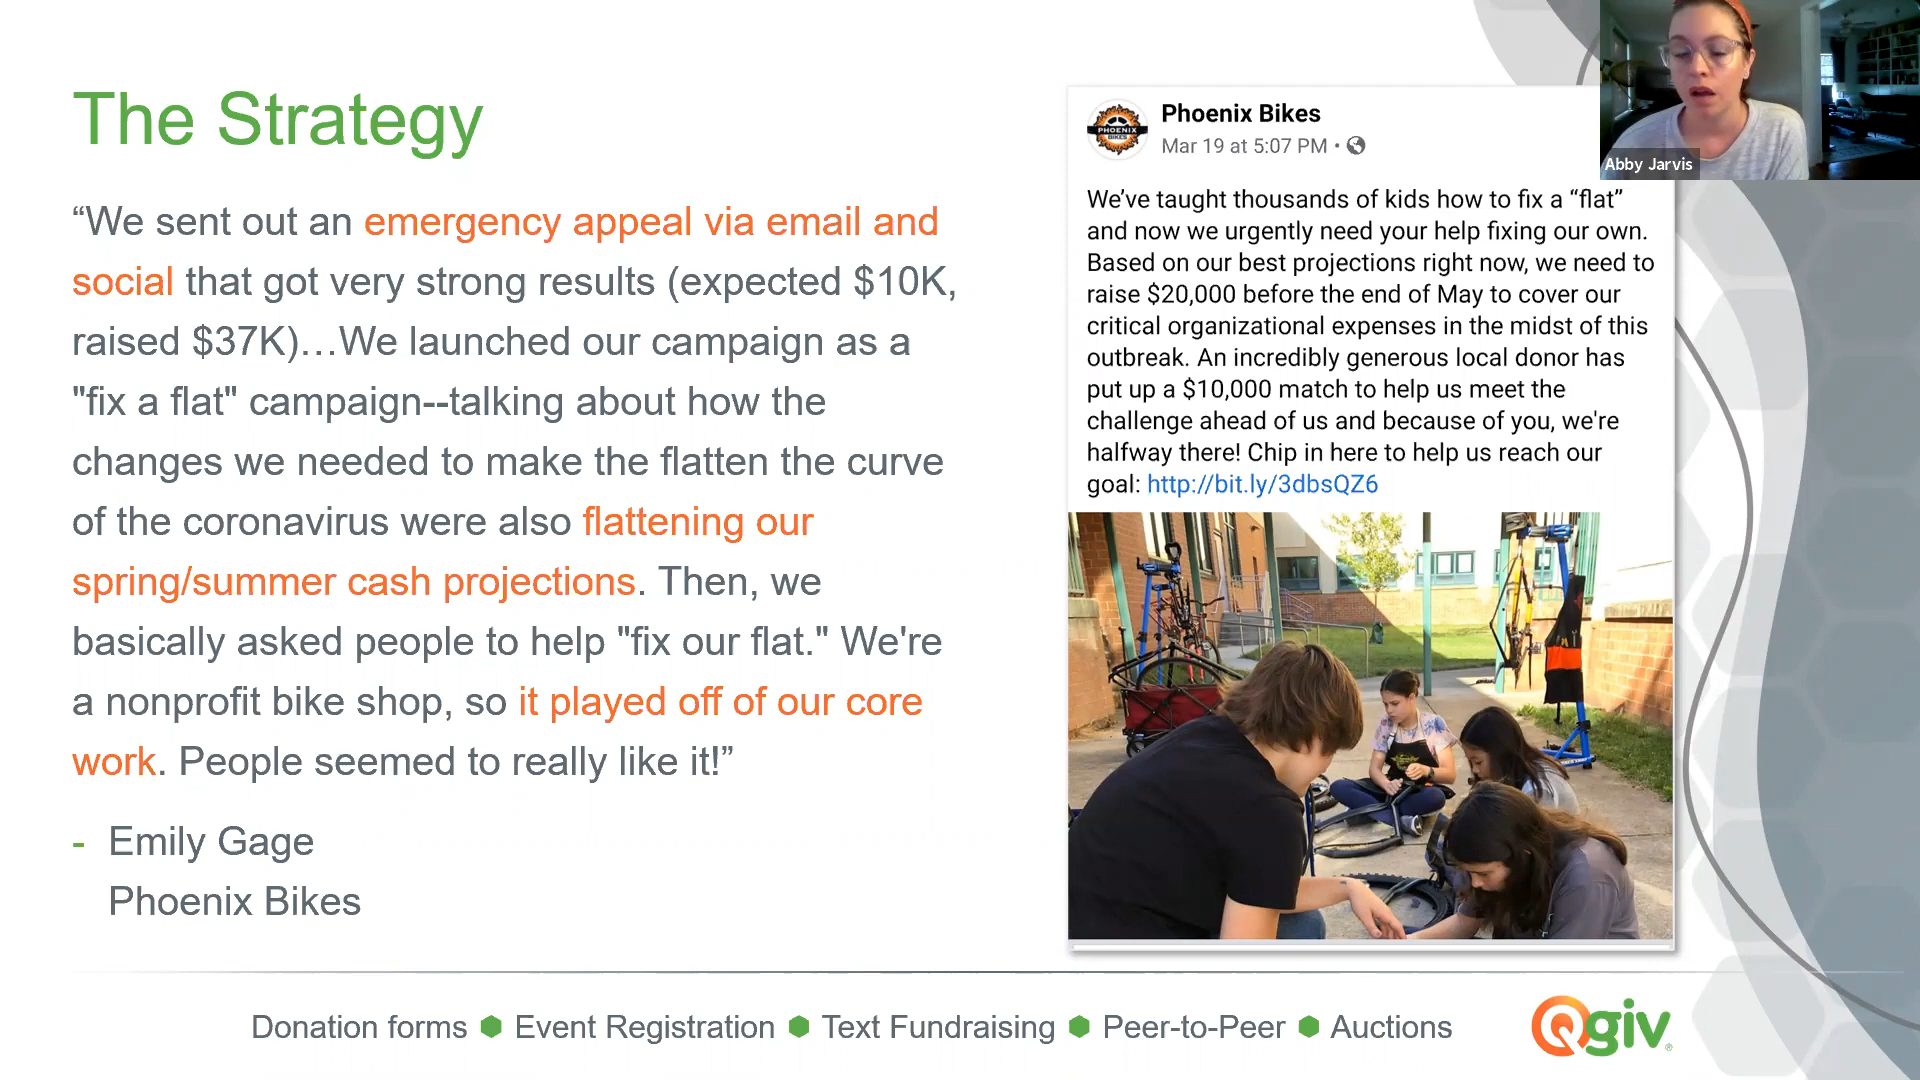 The Strategy
“We sent out an emergency appeal via email and
social that got very strong results (expected $10K,
raised $37K)…We launched our campaign as a
"fix a flat" campaign--talking about how the
changes we needed to make the flatten the curve
of the coronavirus were also flattening our
spring/summer cash projections. Then, we
basically asked people to help "fix our flat." We're
a nonprofit bike shop, so it played off of our core
work. People seemed to really like it!”
- Emily Gage
Phoenix Bikes
PHOENIX
BIKES
Phoenix Bikes
Mar 19 at 5:07 PM •
We’ve taught thousands of kids how to fix a “flat”
and now we urgently need your help fixing our own.
Based on our best projections right now, we need to
raise $20,000 before the end of May to cover our
critical organizational expenses in the midst of this
outbreak. An incredibly generous local donor has
put up a $10,000 match to help us meet the
challenge ahead of us and because of you, we're
halfway there! Chip in here to help us reach our
goal: http://bit.ly/3dbsQZ6
Abby Jarvis
Donation forms Event Registration Text Fundraising Peer-to-Peer Auctions
Qgiv®